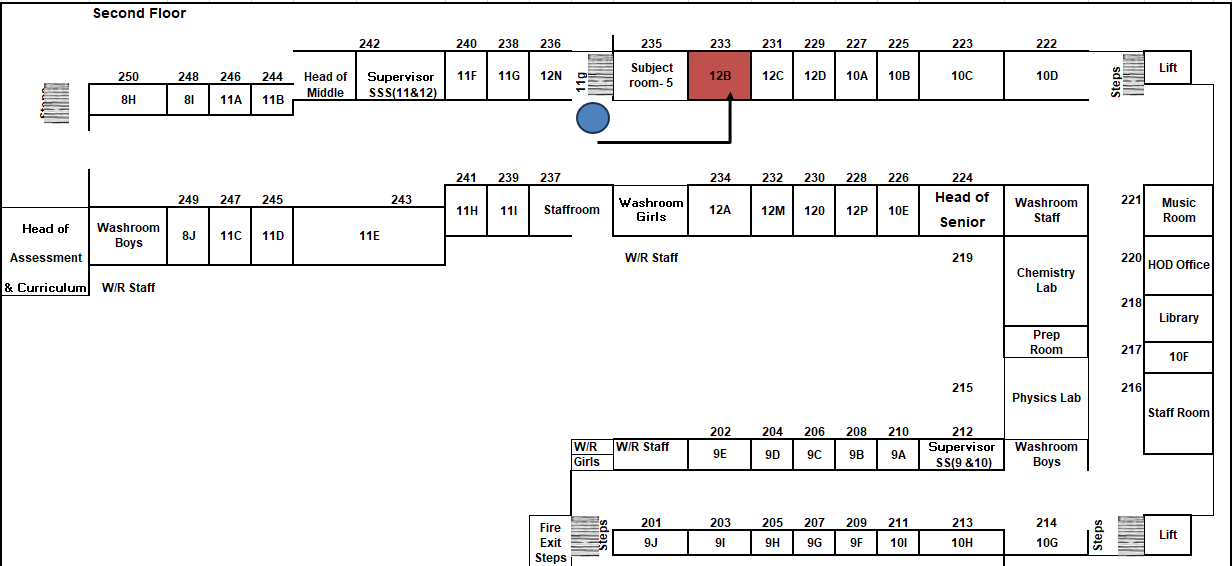 Second Floor
242 240 238 236 235 233 231 229 227 225 223 222
250 248 246 244
Head of
Middle
Supervisor
SSS(11&12)
11F 11G 12N
11g
Subject
room- 5
12B 12C 12D 10A 10B 10C 10D
Steps
Lift
8H 8I 11A 11B
241 239 237 234 232 230 228 226 224
249 247 245 243
221
Head of
Assessment
& Curriculum
Washroom
Boys
8J 11C 11D 11E
11H 11I Staffroom
Washroom
Girls
12A 12M 120 12P 10E
Head of
Senior
Washroom
Staff
Music
Room
W/R Staff
W/R Staff
219
Chemistry
Lab
220
HOD Office
218
Library
Prep
Room
217
10F
215
Physics Lab
216
Staff Room
202 204 206 208 210 212
W/R
Girls
W/R Staff
9E 9D 9C 9B 9A
Supervisor
SS(9 &10)
Washroom
Boys
201 203 205 207 209 211 213 214
Fire
Exit
Steps
Steps
9J 9I 9H 9G 9F 10I 10H 10G
Steps
Lift